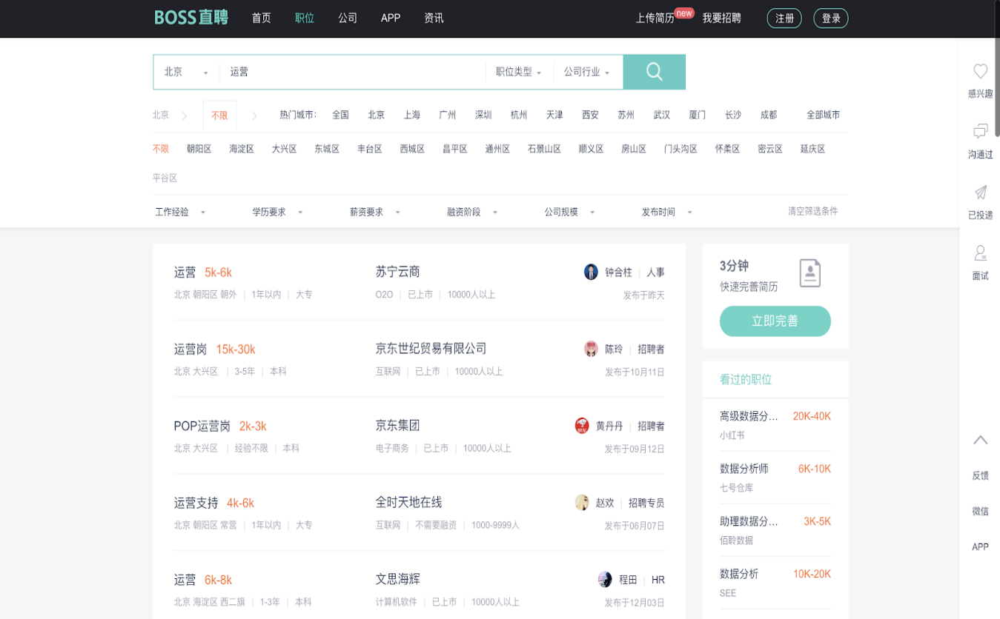 BOSS直聘 首页 职位 公司 APP 资讯 上传简历 new 我要招聘 注册 登录
北京 运营 职位类型 公司行业
北京 不限 热门城市： 全国 北京 上海 广州 深圳 杭州 天津 西安 苏州 武汉 厦门 长沙 成都 全部城市
不限 朝阳区 海淀区 大兴区 东城区 丰台区 西城区 昌平区 通州区 石景山区 顺义区 房山区 门头沟区 怀柔区 密云区 延庆区
平谷区
工作经验 学历要求 薪资要求 融资阶段 公司规模 发布时间 清空筛选条件
运营 5k-6k 苏宁云商 钟合柱 | 人事
北京 朝阳区 朝外 | 1年以内 | 大专 O2O | 已上市 | 10000人以上 发布于昨天
运营岗 15k-30k 京东世纪贸易有限公司 陈玲 | 招聘者
北京 大兴区 | 3-5年 | 本科 互联网 | 已上市 | 10000人以上 发布于10月11日
POP运营岗 2k-3k 京东集团 黄丹丹 | 招聘者
北京 大兴区 | 经验不限 | 本科 电子商务 | 已上市 | 10000人以上 发布于09月12日
运营支持 4k-6k 全时天地在线 赵欢 | 招聘专员
北京 朝阳区 常营 | 1年以内 | 大专 互联网 | 不需要融资 | 1000-9999人 发布于06月07日
运营 6k-8k 文思海辉 程田 | HR
北京 海淀区 西二旗 | 1-3年 | 本科 计算机软件 | 已上市 | 10000人以上 发布于12月03日
3分钟
快速完善简历
立即完善
看过的职位
高级数据分... 20K-40K
小红书
数据分析师 6K-10K
七号仓库
助理数据分... 3K-5K
佰聆数据
数据分析 10K-20K
SEE
感兴趣
沟通过
已投递
面试
反馈
微信
APP